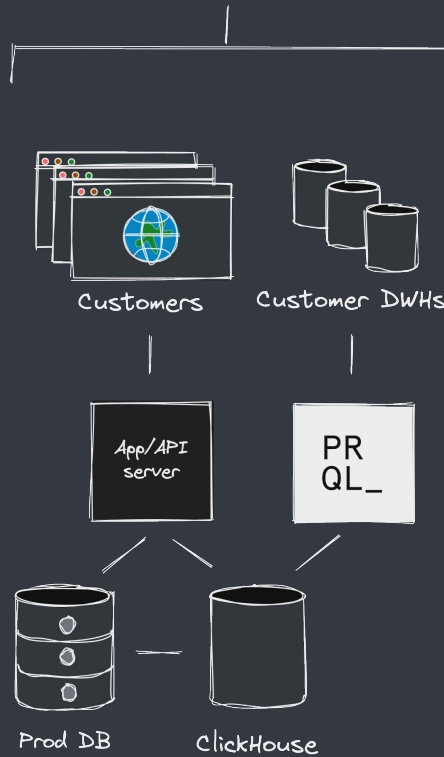 Customers
Customer DWHs
App/API
server
PR
QL_
Prod DB
ClickHouse